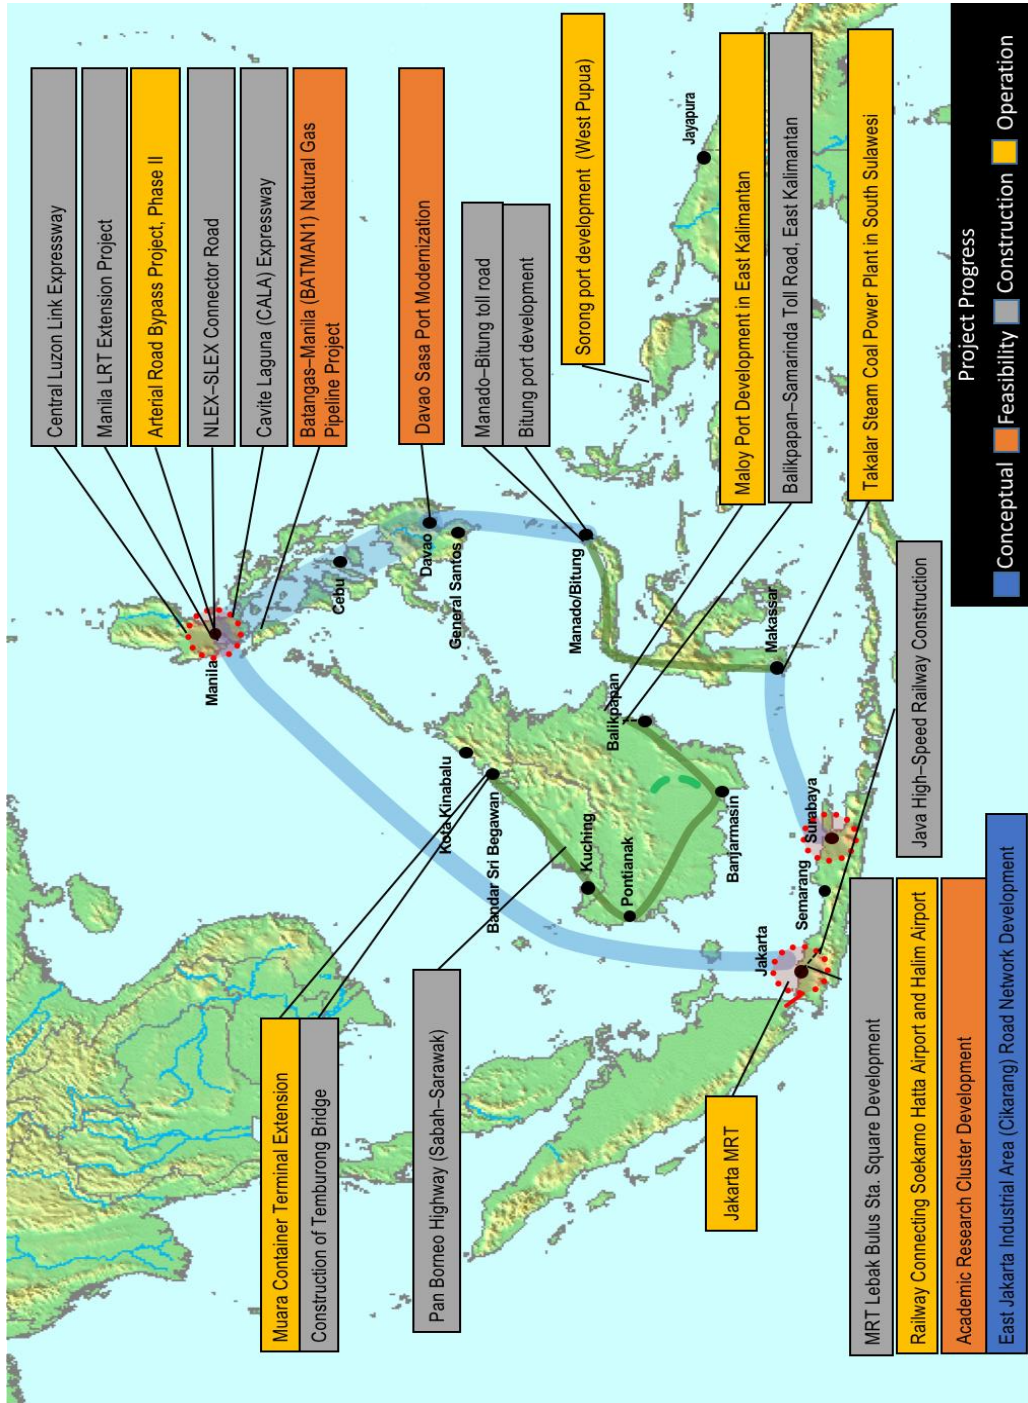 Central Luzon Link Expressway
Manila LRT Extension Project
Arterial Road Bypass Project, Phase II
NLEX–SLEX Connector Road
Cavite Laguna (CALA) Expressway
Batangas–Manila (BATMAN1) Natural Gas
Pipeline Project
Davao Sasa Port Modernization
Manado–Bitung toll road
Bitung port development
Sorong port development (West Pupua)
Maloy Port Development in East Kalimantan
Balikpapan–Samarinda Toll Road, East Kalimantan
Takalar Steam Coal Power Plant in South Sulawesi
Muara Container Terminal Extension
Construction of Temburong Bridge
Pan Borneo Highway (Sabah–Sarawak)
Jakarta MRT
MRT Lebak Bulus Sta. Square Development
Railway Connecting Soekarno Hatta Airport and Halim Airport
Academic Research Cluster Development
East Jakarta Industrial Area (Cikarang) Road Network Development
Java High–Speed Railway Construction
Manila
Cebu
Davao
General Santos
Kota Kinabalu
Bandar Sri Begawan
Manado/Bitung
Kuching
Pontianak
Balikpapan
Banjarmasin
Makassar
Jayapura
Jakarta
Semarang
Surabaya
Project Progress
Conceptual Feasibility Construction Operation